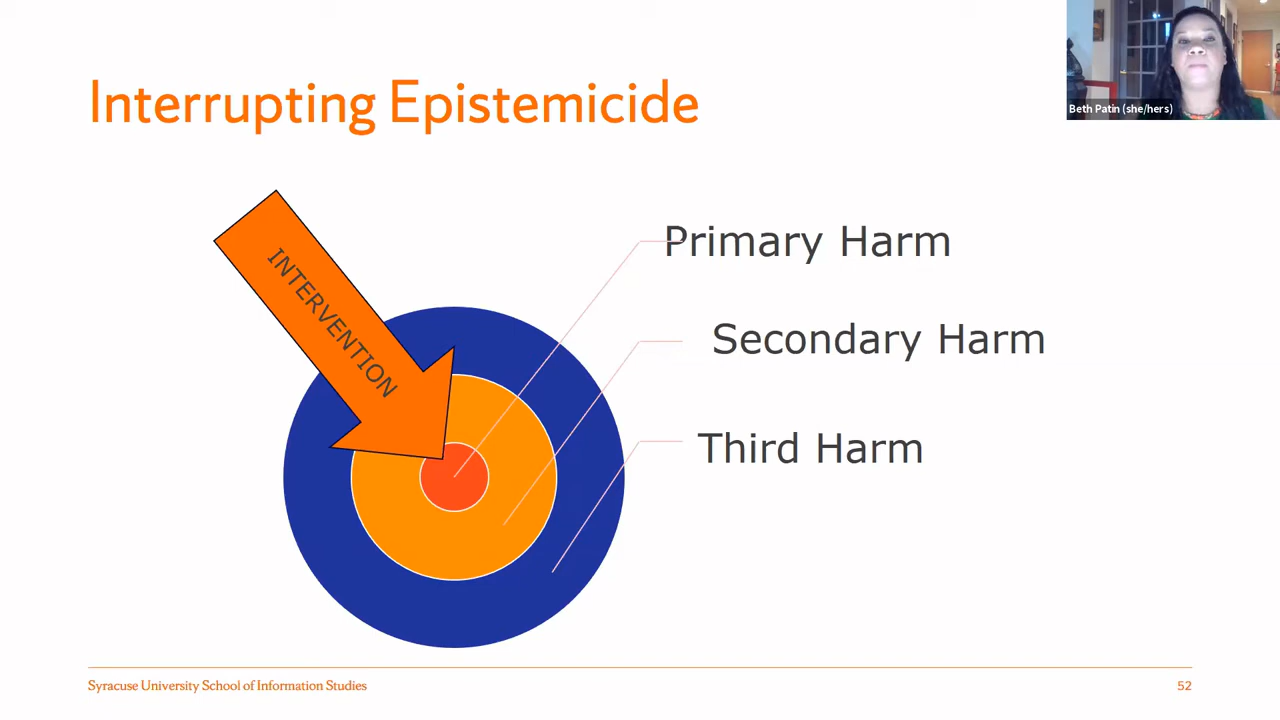 Interrupting Epistemicide
Beth Patin (she/hers)
INTERVENTION
Primary Harm
Secondary Harm
Third Harm
Syracuse University School of Information Studies
52